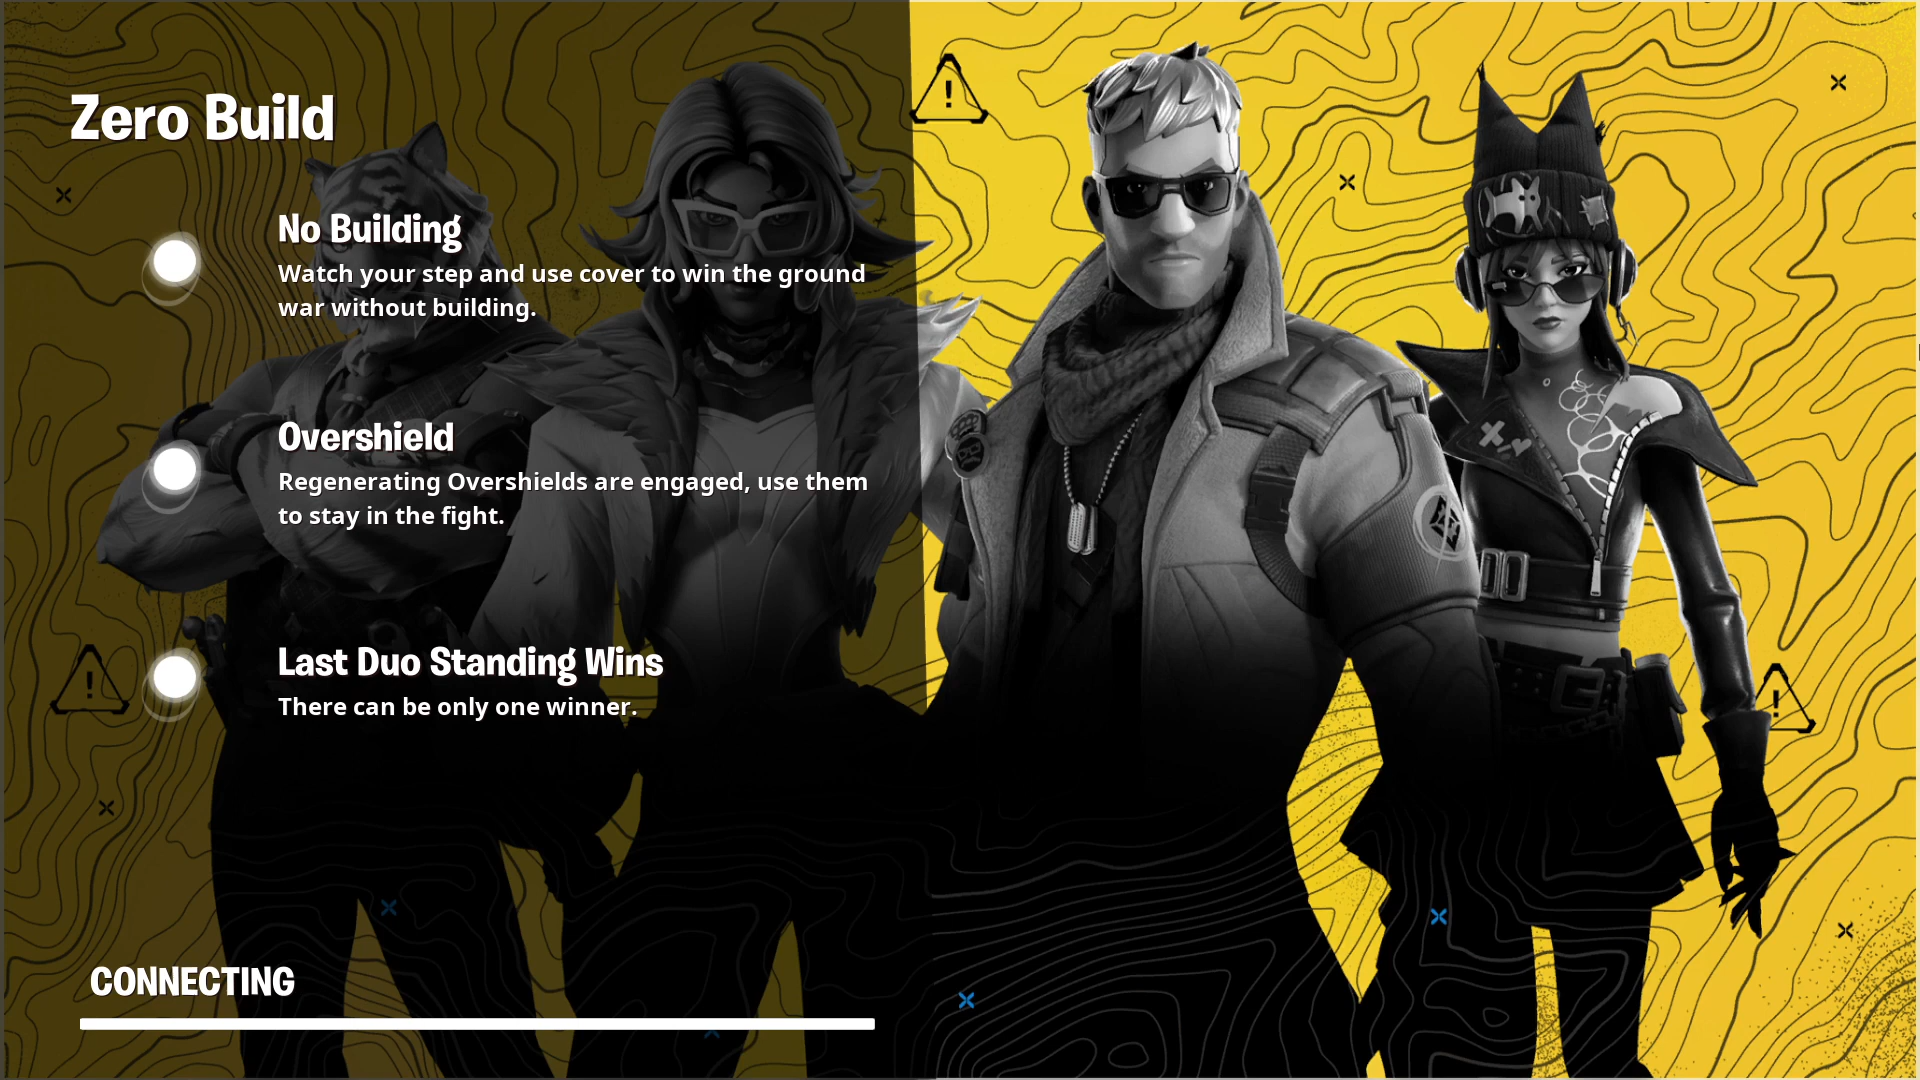 Zero Build
No Building
Watch your step and use cover to win the ground
war without building.
Overshield
Regenerating Overshields are engaged, use them
to stay in the fight.
Last Duo Standing Wins
There can be only one winner.
CONNECTING